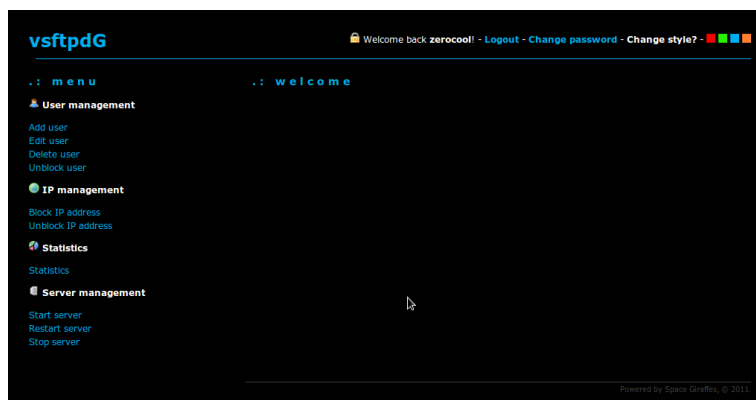 vsftpdG
Welcome back zerocool! - Logout - Change password - Change style? -
.: menu
.: welcome
User management
Add user
Edit user
Delete user
Unblock user
IP management
Block IP address
Unblock IP address
Statistics
Statistics
Server management
Start server
Restart server
Stop server
Powered by Space Giraffes, © 2011.